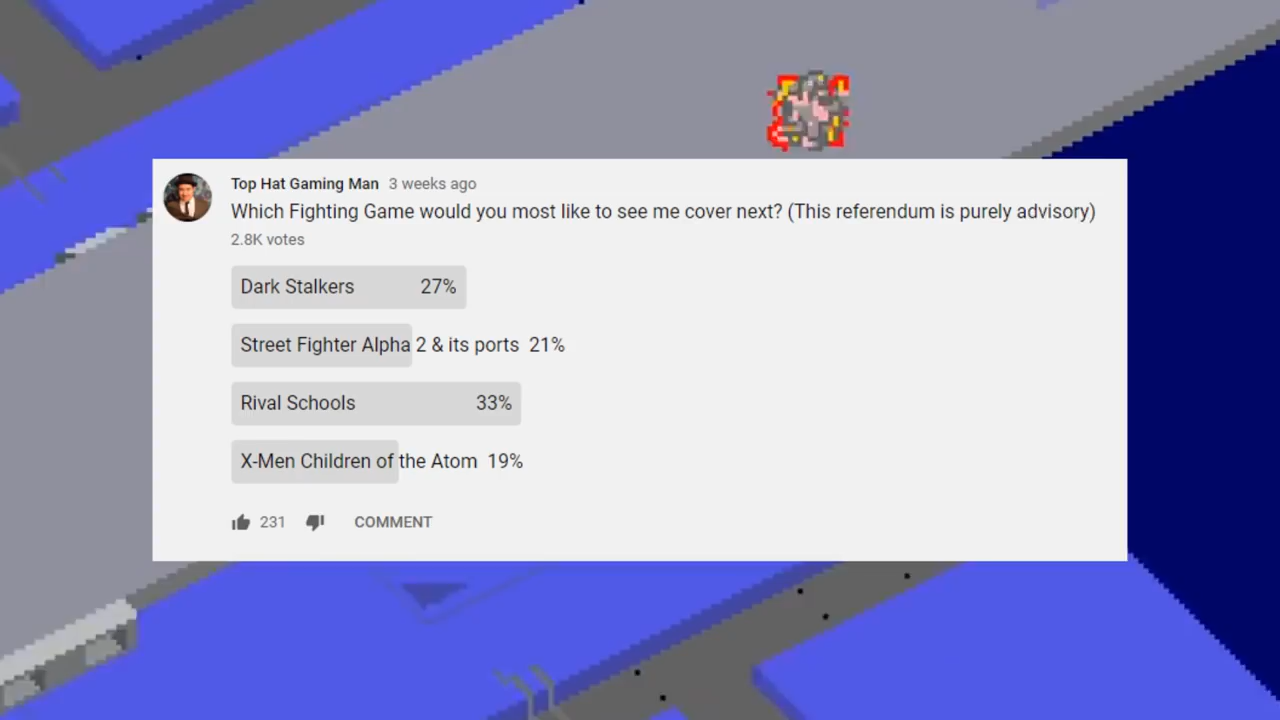 Top Hat Gaming Man 3 weeks ago
Which Fighting Game would you most like to see me cover next? (This referendum is purely advisory)
2.8K votes
Dark Stalkers 27%
Street Fighter Alpha 2 & its ports 21%
Rival Schools 33%
X-Men Children of the Atom 19%
231 COMMENT